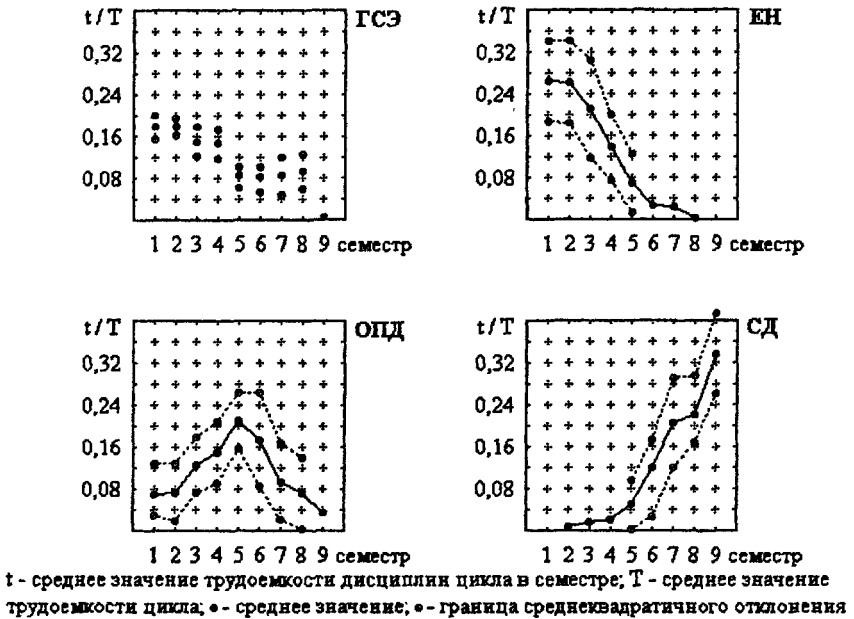 t/T ГСЭ
0,32
0,24
0,16
0,08
1 2 3 4 5 6 7 8 9 семестр
t/T ЕН
0,32
0,24
0,16
0,08
1 2 3 4 5 6 7 8 9 семестр
t/T ОПД
0,32
0,24
0,16
0,08
1 2 3 4 5 6 7 8 9 семестр
t/T СД
0,32
0,24
0,16
0,08
1 2 3 4 5 6 7 8 9 семестр
t - среднее значение трудоемкости дисциплин цикла в семестре; T - среднее значение
трудоемкости цикла; •- среднее значение; •- граница среднеквадратичного отклонения